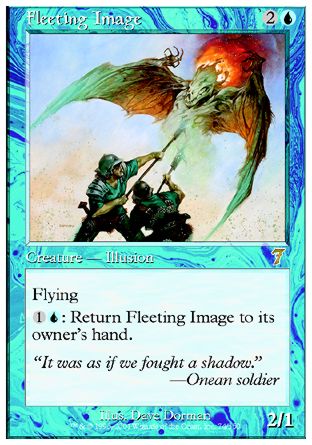 Fleeting Image 2
Creature — Illusion
Flying
1 : Return Fleeting Image to its
owner's hand.
"It was as if we fought a shadow."
—Onean soldier
2/1
Illus. Dave Dorman